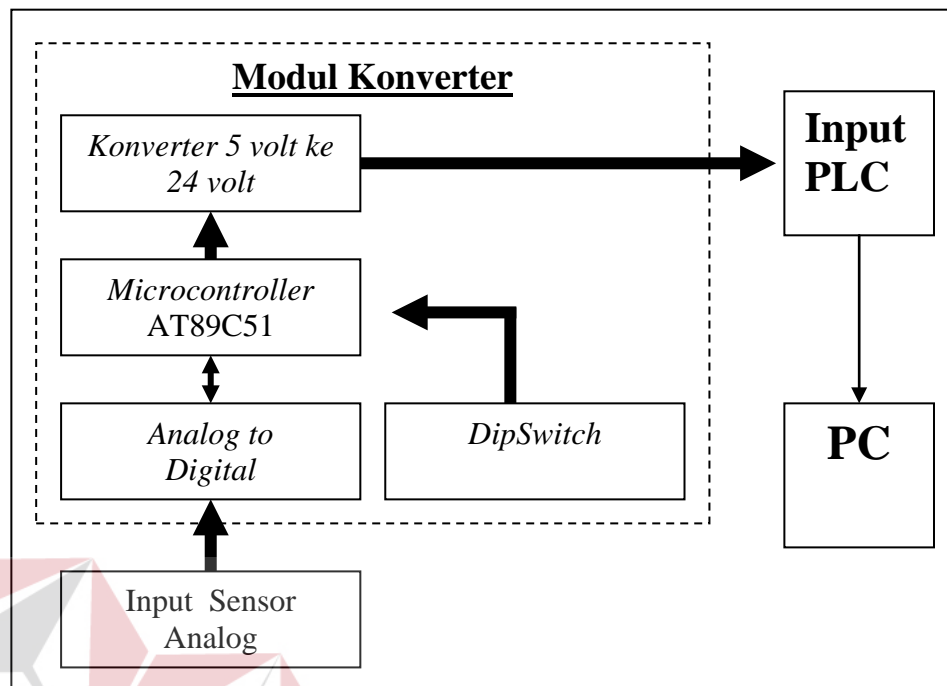 Modul Konverter
Konverter 5 volt ke
24 volt
Input
PLC
Microcontroller
AT89C51
Analog to
Digital
DipSwitch
PC
Input Sensor
Analog